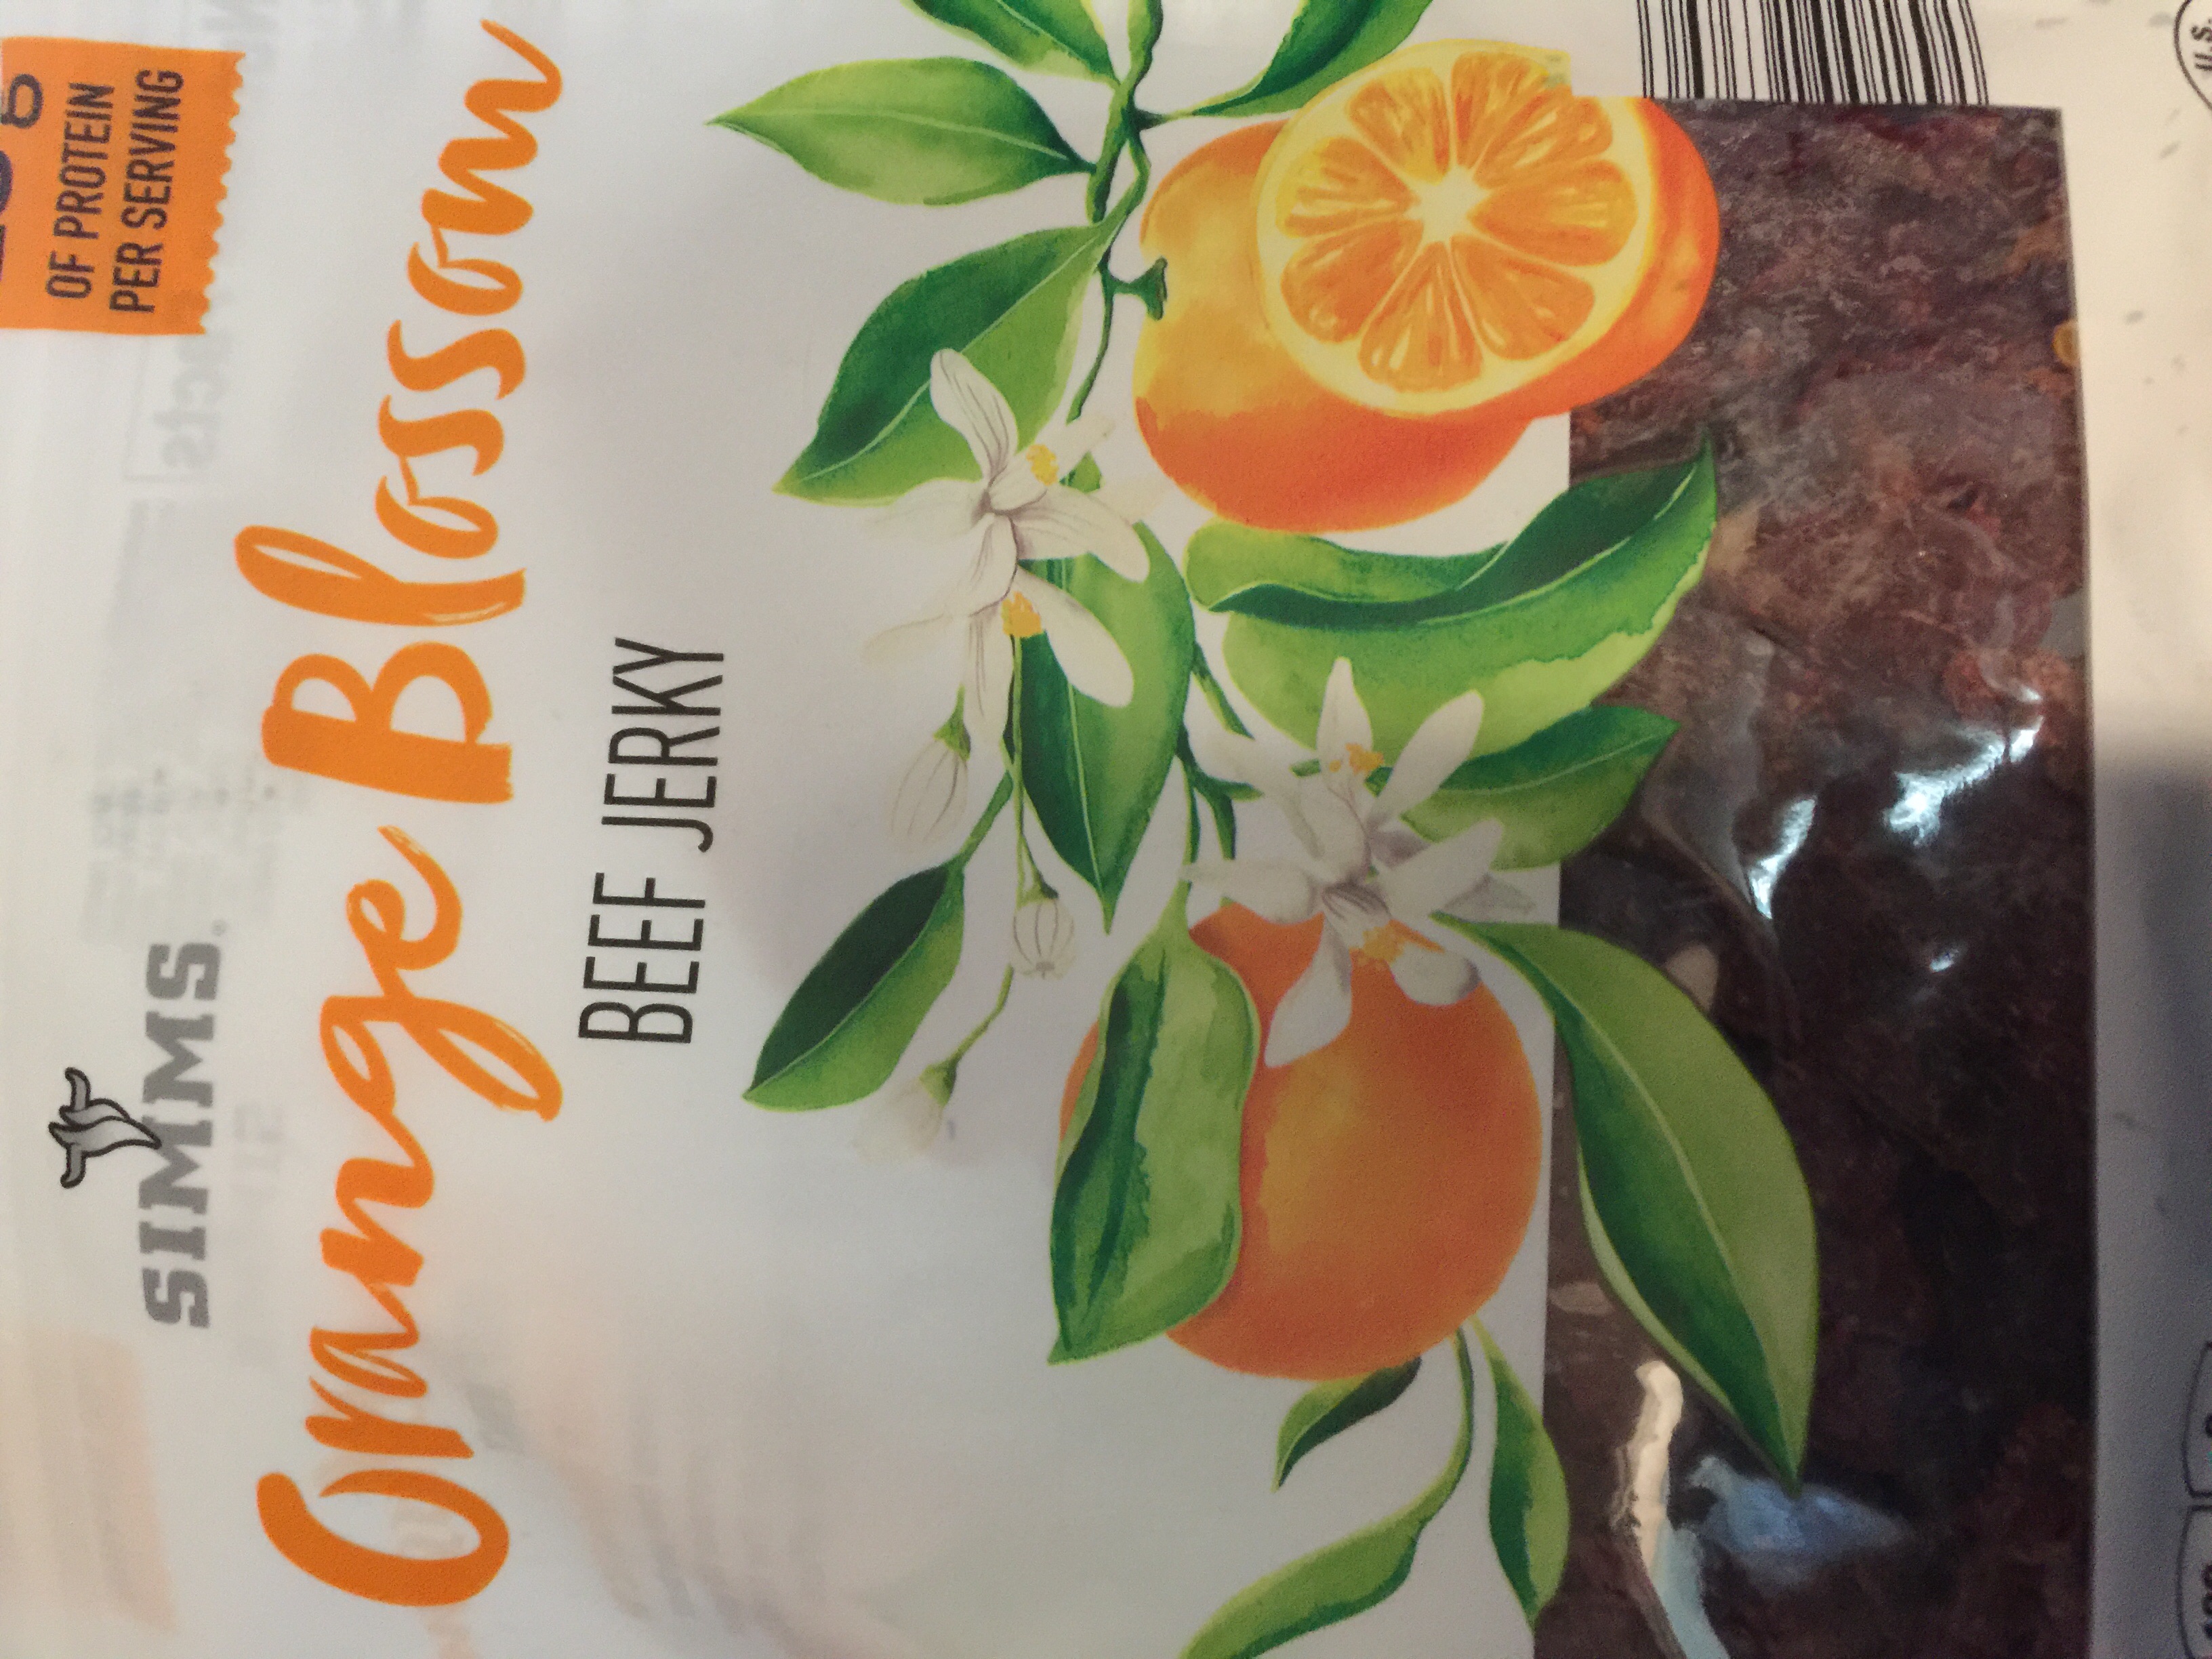 SIMMS®
g
OF PROTEIN
PER SERVING
Orange Blossom
BEEF JERKY
U.S.